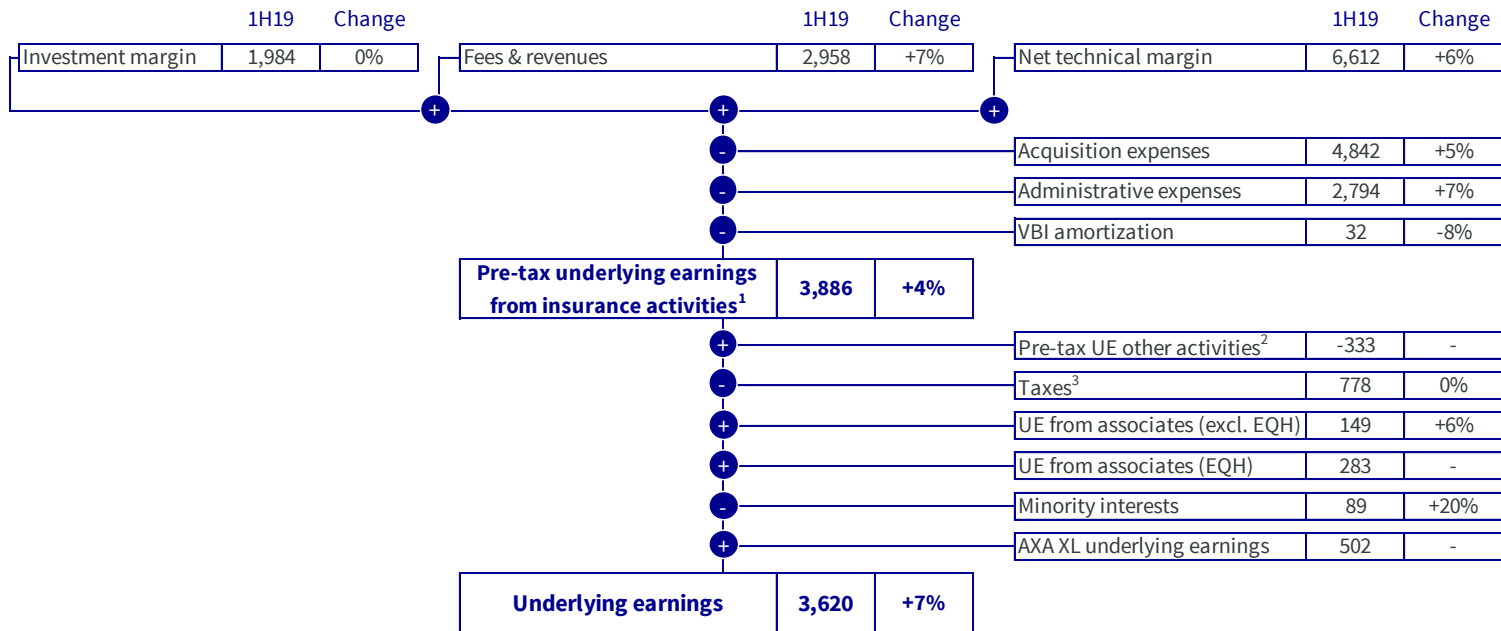 1H19 Change 1H19 Change 1H19 Change
Investment margin 1,984 0% Fees & revenues 2,958 +7% Net technical margin 6,612 +6%
+ + +
- Acquisition expenses 4,842 +5%
- Administrative expenses 2,794 +7%
- VBI amortization 32 -8%
Pre-tax underlying earnings
from insurance activities¹ 3,886 +4%
+ Pre-tax UE other activities² -333 -
- Taxes³ 778 0%
+ UE from associates (excl. EQH) 149 +6%
+ UE from associates (EQH) 283 -
- Minority interests 89 +20%
+ AXA XL underlying earnings 502 -
Underlying earnings 3,620 +7%